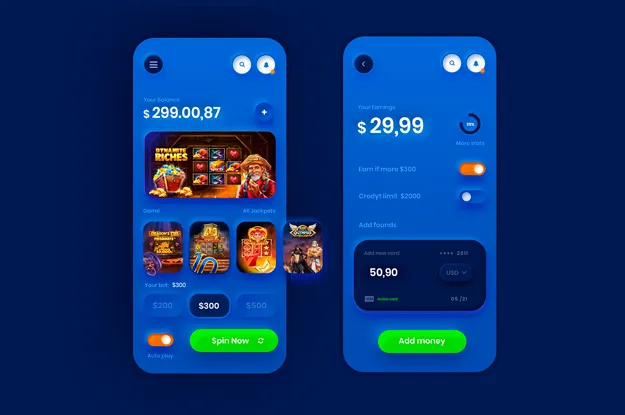 Your Balance
$ 299.00,87
+
DYNAMITE
RICHES
Game
All Jackpots
10
Your bet: $300
$200
$300
$500
Spin Now
Auto play
Your Earnings
$ 29,99
More stats
Earn if more $300
Credyt limit $2000
Add founds
Add new card
2811
50,90
USD
05 /21
Add money